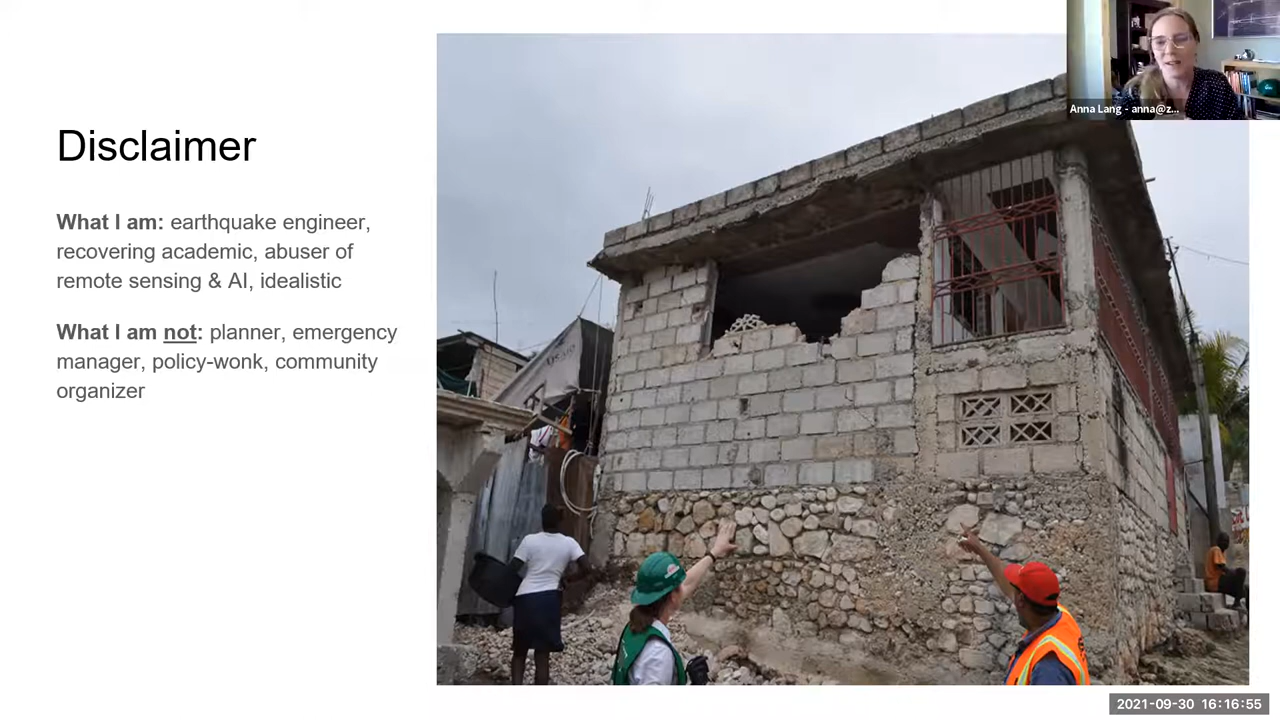 Disclaimer
What I am: earthquake engineer,
recovering academic, abuser of
remote sensing & AI, idealistic
What I am not: planner, emergency
manager, policy-wonk, community
organizer
Anna Lang - anna@z...
USAID
2021-09-30 16:16:55